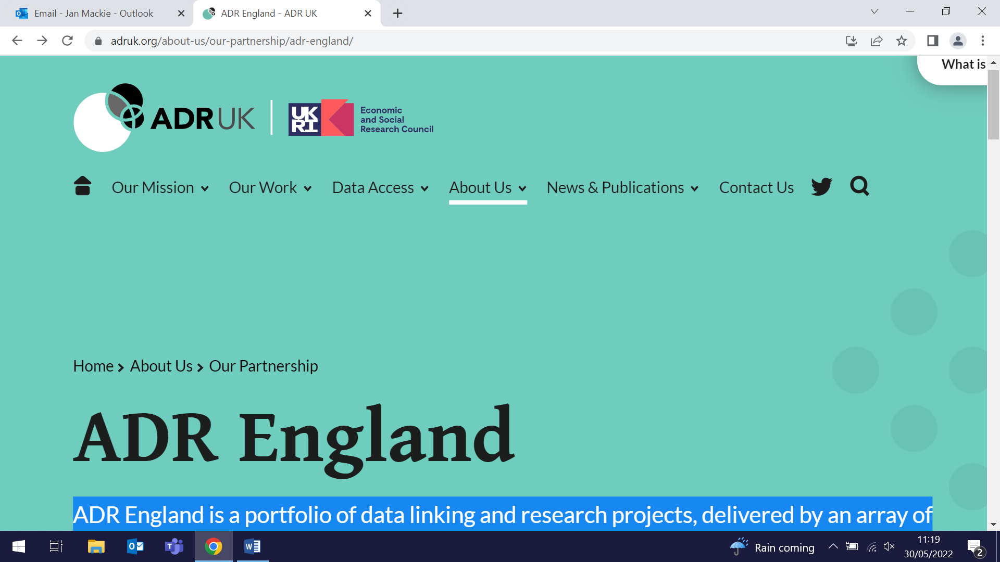 Email - Jan Mackie - Outlook
ADR England - ADR UK
adruk.org/about-us/our-partnership/adr-england/
What is
ADR UK
UK
RI
Economic
and Social
Research Council
Our Mission
Our Work
Data Access
About Us
News & Publications
Contact Us
Home
About Us
Our Partnership
ADR England
ADR England is a portfolio of data linking and research projects, delivered by an array of
Rain coming
11:19
30/05/2022
2